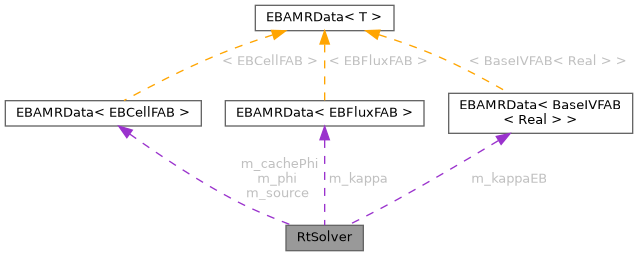 EBAMRData< T >
< EBCellFAB >
< EBFluxFAB >
< BaseIVFAB< Real > >
EBAMRData< EBCellFAB >
EBAMRData< EBFluxFAB >
EBAMRData< BaseIVFAB
< Real > >
m_cachePhi
m_phi
m_source
m_kappa
m_kappaEB
RtSolver